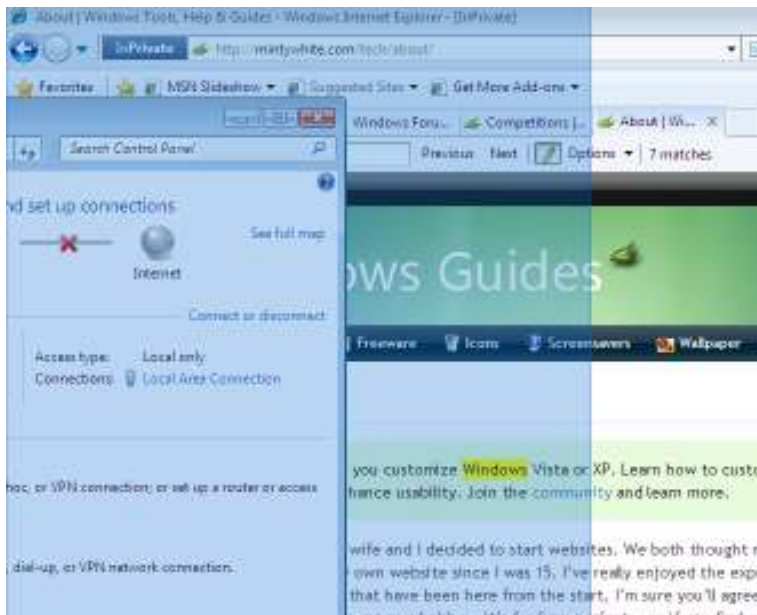 About | Windows Tools, Help & Guides - Windows Internet Explorer - [InPrivate]
InPrivate http://mintywhite.com/tech/about/
Favorites MSN Slideshow Suggested Sites Get More Add-ons
Windows Foru... Competitions |... About | Wi... X
Search Control Panel
Previous Next Options 7 matches
nd set up connections
See full map
Internet
ows Guides
Connect or disconnect
Freeware Icons Screensavers Wallpaper
Access type: Local only
Connections: Local Area Connection
you customize Windows Vista or XP. Learn how to custo
hance usability. Join the community and learn more.
hoc, or VPN connection; or set up a router or access
wife and I decided to start websites. We both thought
, dial-up, or VPN network connection.
own website since I was 15. I've really enjoyed the exp
that have been here from the start, I'm sure you'll agree